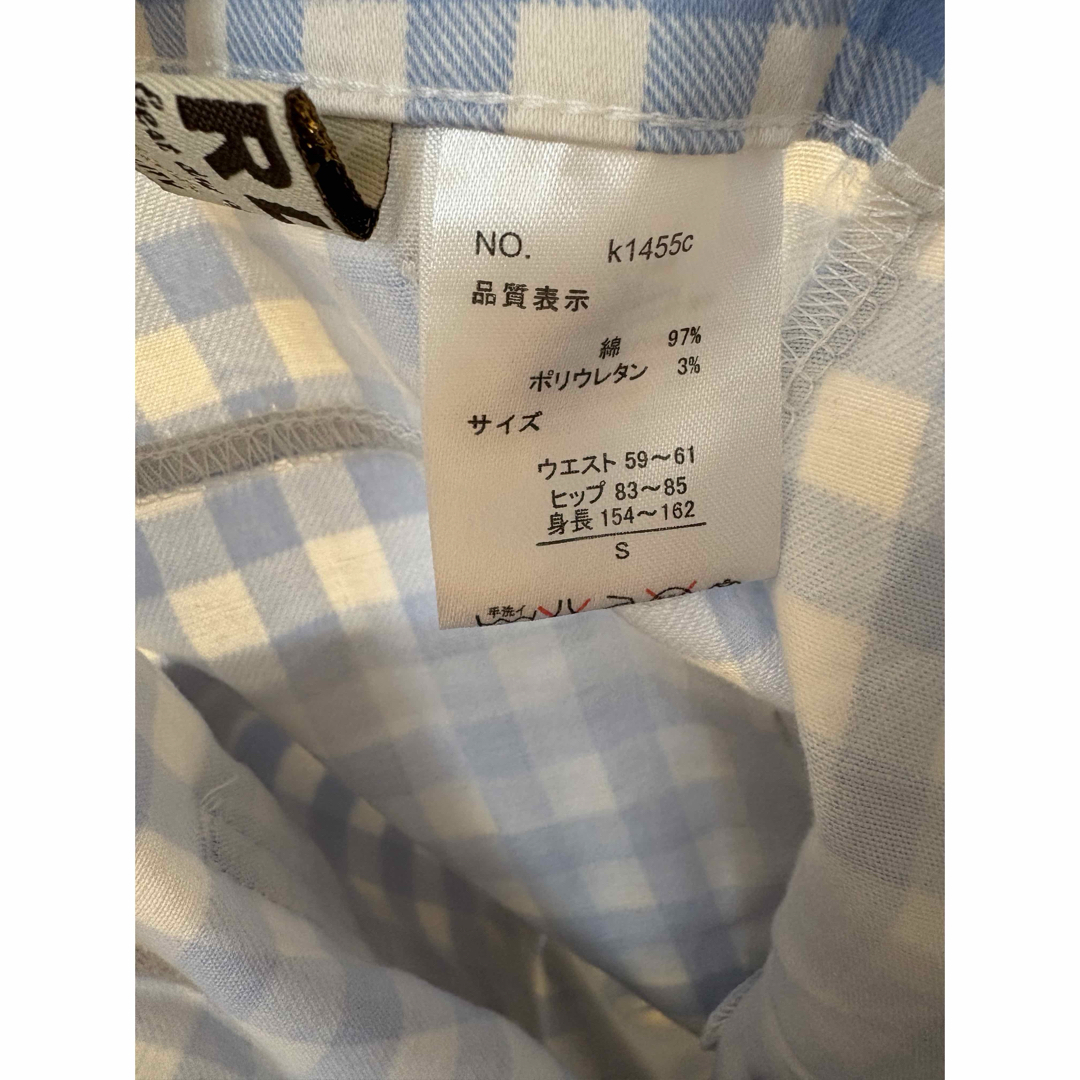 NO. k1455c
品質表示
綿 97%
ポリウレタン 3%
サイズ
ウエスト 59～61
ヒップ 83～85
身長 154～162
S
手洗イ
R